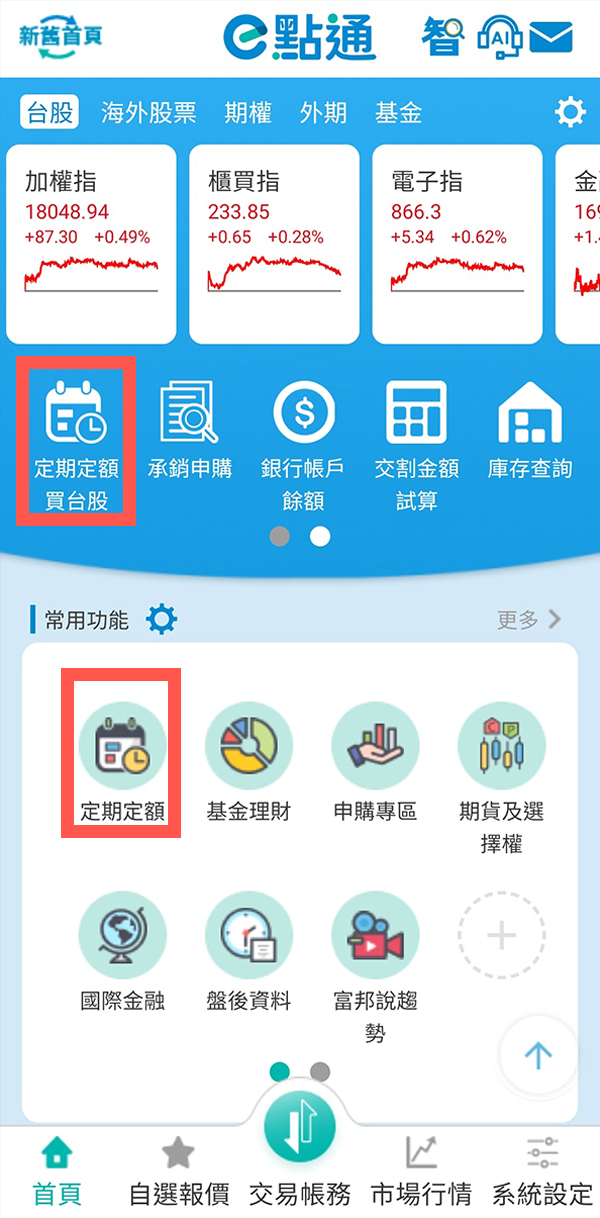 新舊首頁
e點通
智
AI
台股 海外股票 期權 外期 基金
加權指 櫃買指 電子指
18048.94 233.85 866.3
+87.30 +0.49% +0.65 +0.28% +5.34 +0.62%
定期定額 承銷申購 銀行帳戶 交割金額 庫存查詢
買台股 餘額 試算
常用功能 更多
定期定額 基金理財 申購專區 期貨及選
擇權
國際金融 盤後資料 富邦說趨
勢
首頁 自選報價 交易帳務 市場行情 系統設定